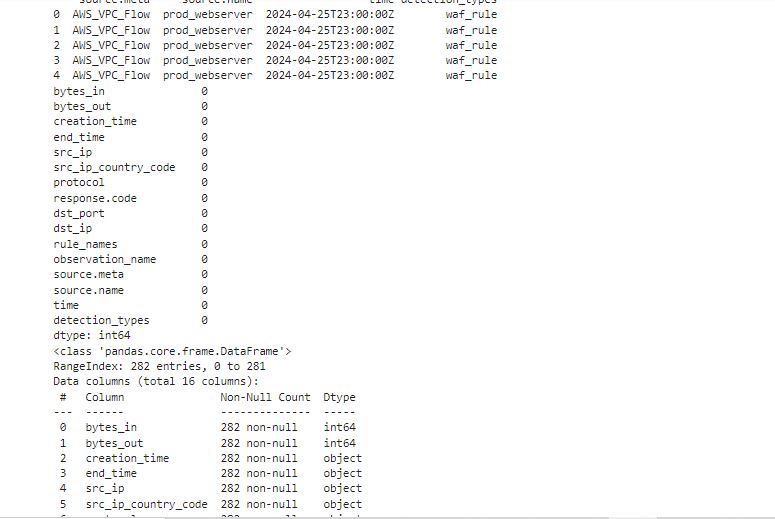 source.meta source.name time detection_types
0 AWS_VPC_Flow prod_webserver 2024-04-25T23:00:00Z waf_rule
1 AWS_VPC_Flow prod_webserver 2024-04-25T23:00:00Z waf_rule
2 AWS_VPC_Flow prod_webserver 2024-04-25T23:00:00Z waf_rule
3 AWS_VPC_Flow prod_webserver 2024-04-25T23:00:00Z waf_rule
4 AWS_VPC_Flow prod_webserver 2024-04-25T23:00:00Z waf_rule
bytes_in 0
bytes_out 0
creation_time 0
end_time 0
src_ip 0
src_ip_country_code 0
protocol 0
response.code 0
dst_port 0
dst_ip 0
rule_names 0
observation_name 0
source.meta 0
source.name 0
time 0
detection_types 0
dtype: int64
<class 'pandas.core.frame.DataFrame'>
RangeIndex: 282 entries, 0 to 281
Data columns (total 16 columns):
# Column Non-Null Count Dtype
--- ------ -------------- -----
0 bytes_in 282 non-null int64
1 bytes_out 282 non-null int64
2 creation_time 282 non-null object
3 end_time 282 non-null object
4 src_ip 282 non-null object
5 src_ip_country_code 282 non-null object